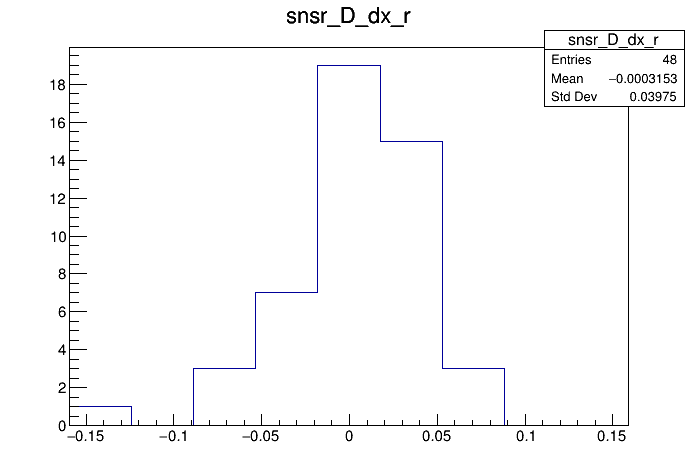 snsr_D_dx_r
snsr_D_dx_r
Entries 48
Mean −0.0003153
Std Dev 0.03975
18
16
14
12
10
8
6
4
2
0
−0.15 −0.1 −0.05 0 0.05 0.1 0.15